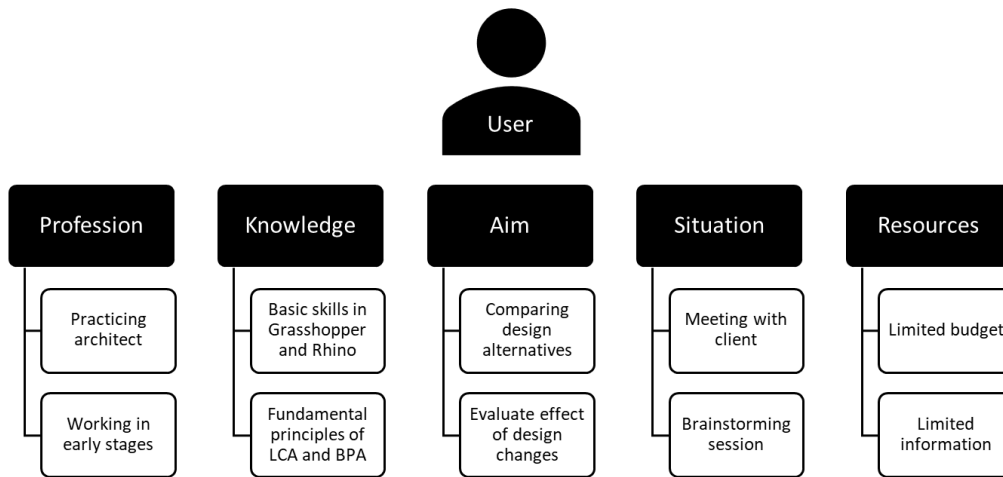 User
Profession
Knowledge
Aim
Situation
Resources
Practicing
architect
Basic skills in
Grasshopper
and Rhino
Comparing
design
alternatives
Meeting with
client
Limited budget
Working in
early stages
Fundamental
principles of
LCA and BPA
Evaluate effect
of design
changes
Brainstorming
session
Limited
information